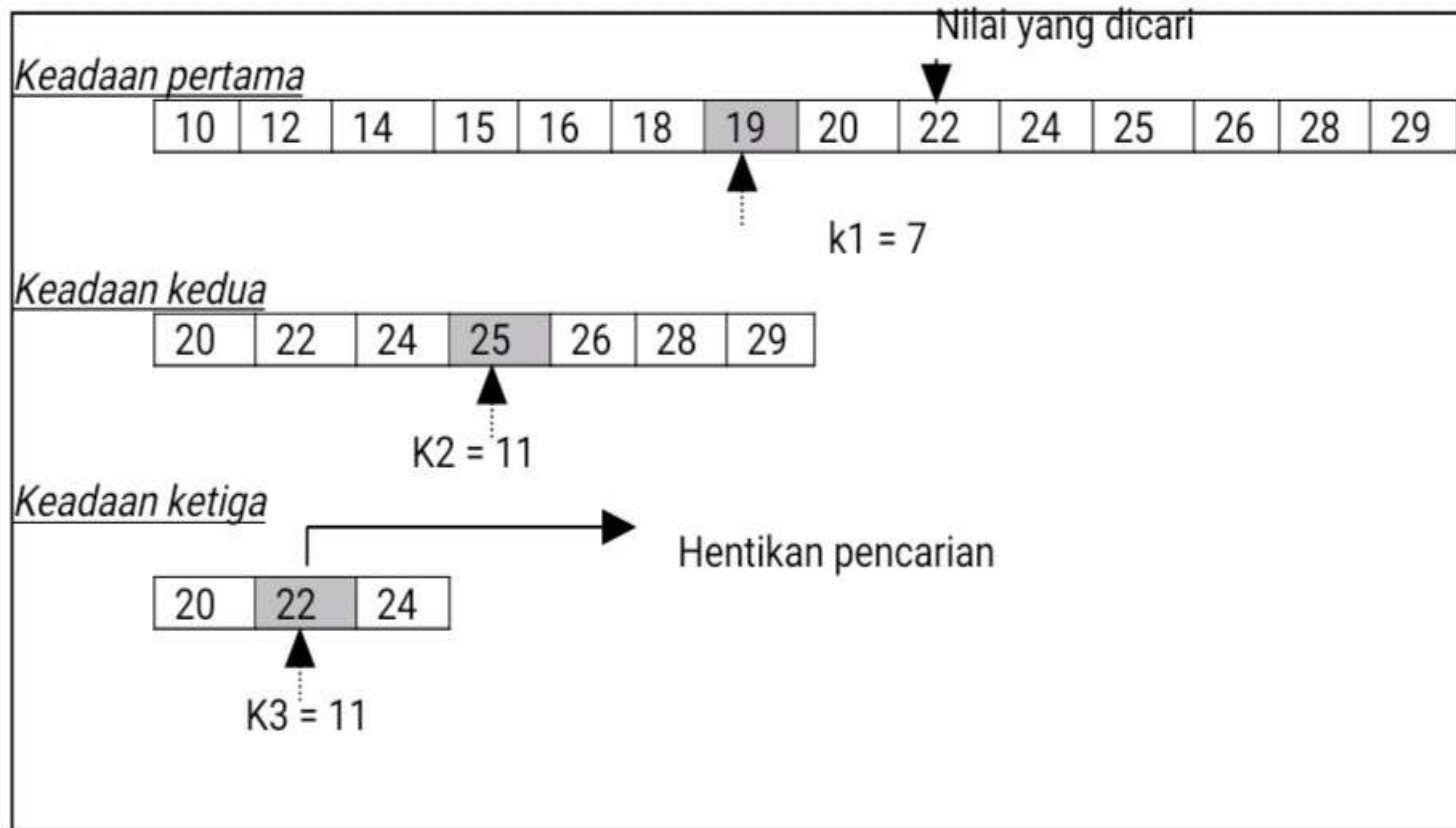 Nilai yang dicari
Keadaan pertama
10 12 14 15 16 18 19 20 22 24 25 26 28 29
k1 = 7
Keadaan kedua
20 22 24 25 26 28 29
K2 = 11
Keadaan ketiga
Hentikan pencarian
20 22 24
K3 = 11